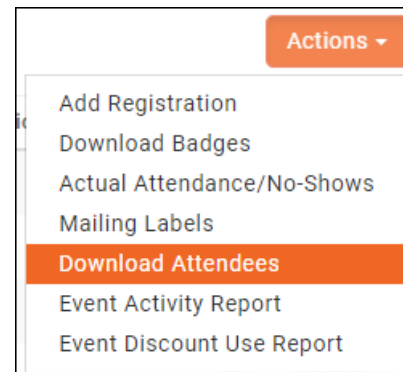 Actions
Add Registration
Download Badges
Actual Attendance/No-Shows
Mailing Labels
Download Attendees
Event Activity Report
Event Discount Use Report